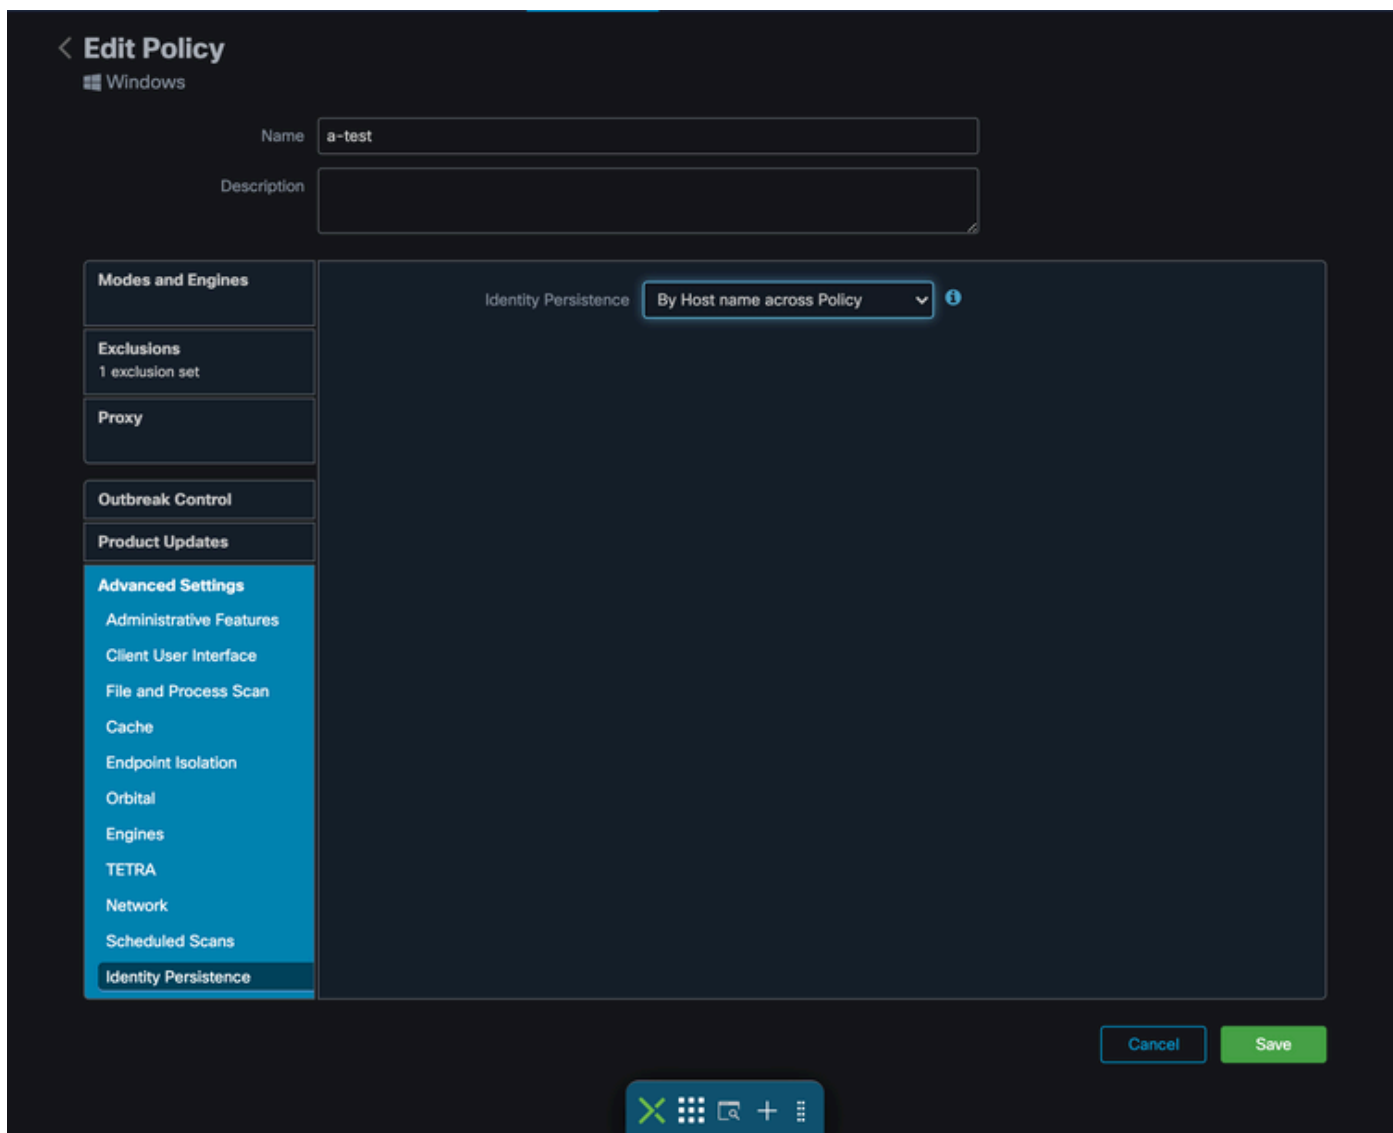 Edit Policy
Windows
Name a-test
Description
Modes and Engines
Identity Persistence By Host name across Policy
Exclusions
1 exclusion set
Proxy
Outbreak Control
Product Updates
Advanced Settings
Administrative Features
Client User Interface
File and Process Scan
Cache
Endpoint Isolation
Orbital
Engines
TETRA
Network
Scheduled Scans
Identity Persistence
Cancel Save